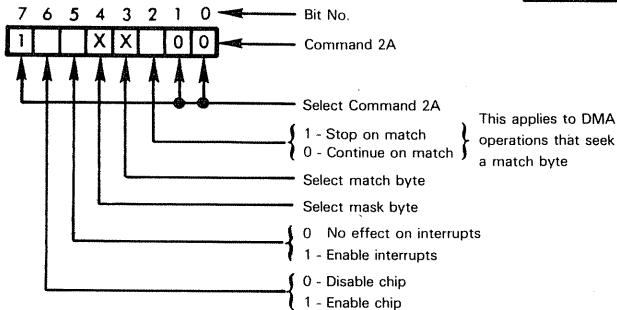 7 6 5 4 3 2 1 0 Bit No.
1 X X 0 0 Command 2A
Select Command 2A
1 - Stop on match
0 - Continue on match
This applies to DMA
operations that seek
a match byte
Select match byte
Select mask byte
0 No effect on interrupts
1 - Enable interrupts
0 - Disable chip
1 - Enable chip